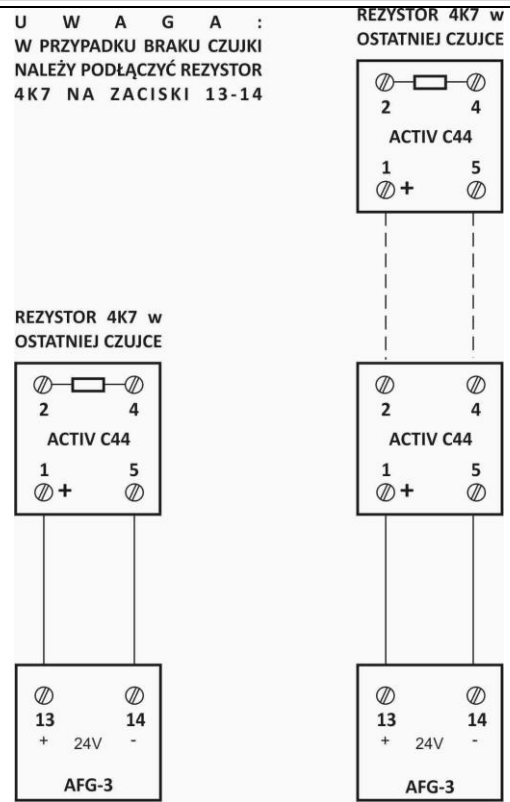 U W A G A :
W PRZYPADKU BRAKU CZUJKI
NALEŻY PODŁĄCZYĆ REZYSTOR
4K7 NA ZACISKI 13-14
REZYSTOR 4K7 w
OSTATNIEJ CZUJCE
2 4
ACTIV C44
1 5
+
REZYSTOR 4K7 w
OSTATNIEJ CZUJCE
2 4
ACTIV C44
1 5
+
2 4
ACTIV C44
1 5
+
13 14
+ 24V -
AFG-3
13 14
+ 24V -
AFG-3